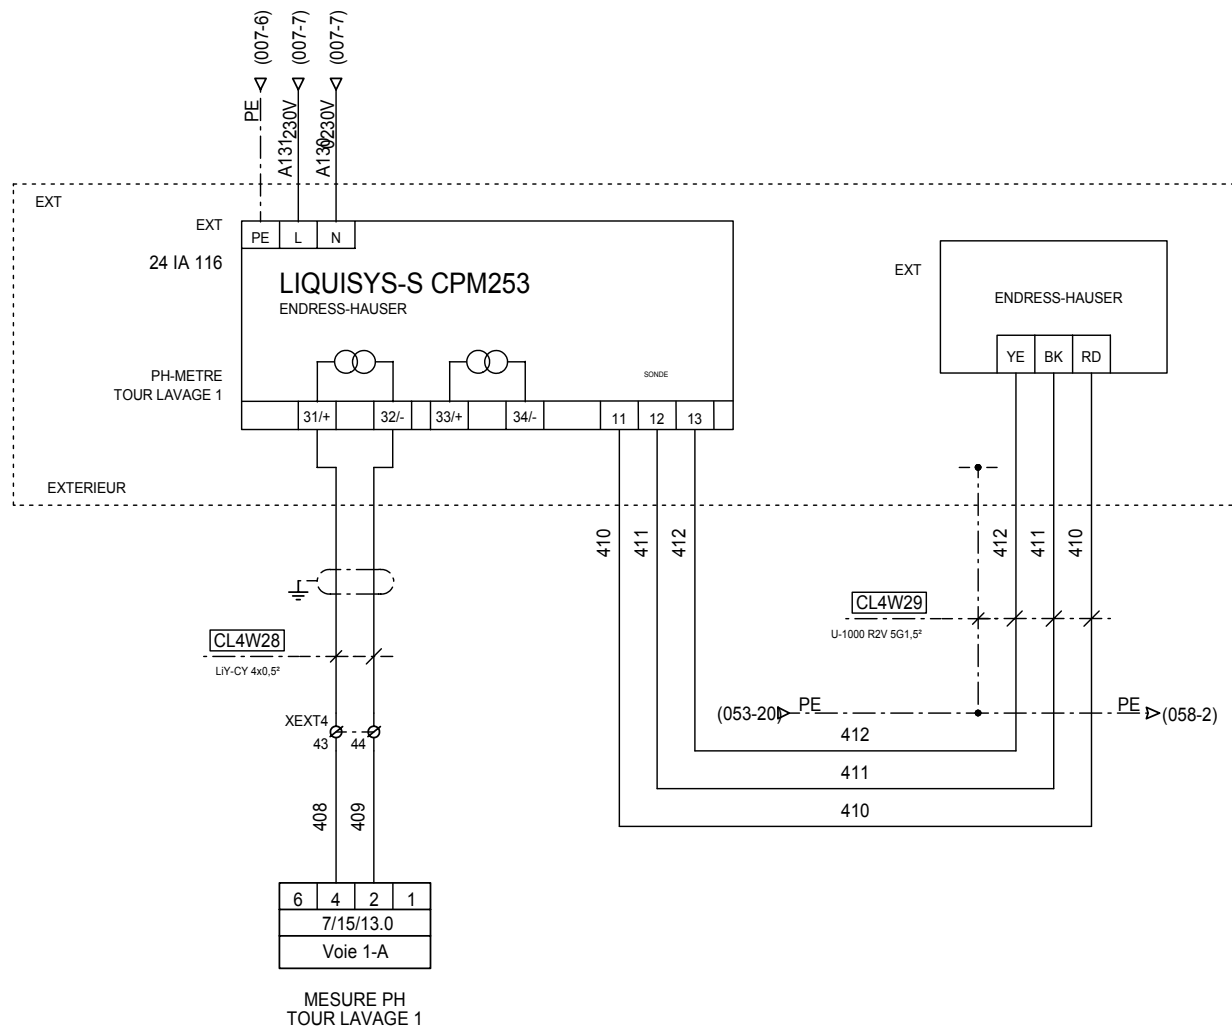 (007-6)
(007-7)
(007-7)
PE
A131
230V
A130
0230V
EXT
EXT
PE L N
24 IA 116
LIQUISYS-S CPM253
ENDRESS-HAUSER
EXT
ENDRESS-HAUSER
YE BK RD
PH-METRE
TOUR LAVAGE 1
SONDE
31/+ 32/- 33/+ 34/- 11 12 13
EXTERIEUR
410 411 412
412 411 410
CL4W29
U-1000 R2V 5G1,5²
CL4W28
LiY-CY 4x0,5²
(053-20) PE PE (058-2)
XEXT4
43 44
412
411
410
408 409
6 4 2 1
7/15/13.0
Voie 1-A
MESURE PH
TOUR LAVAGE 1